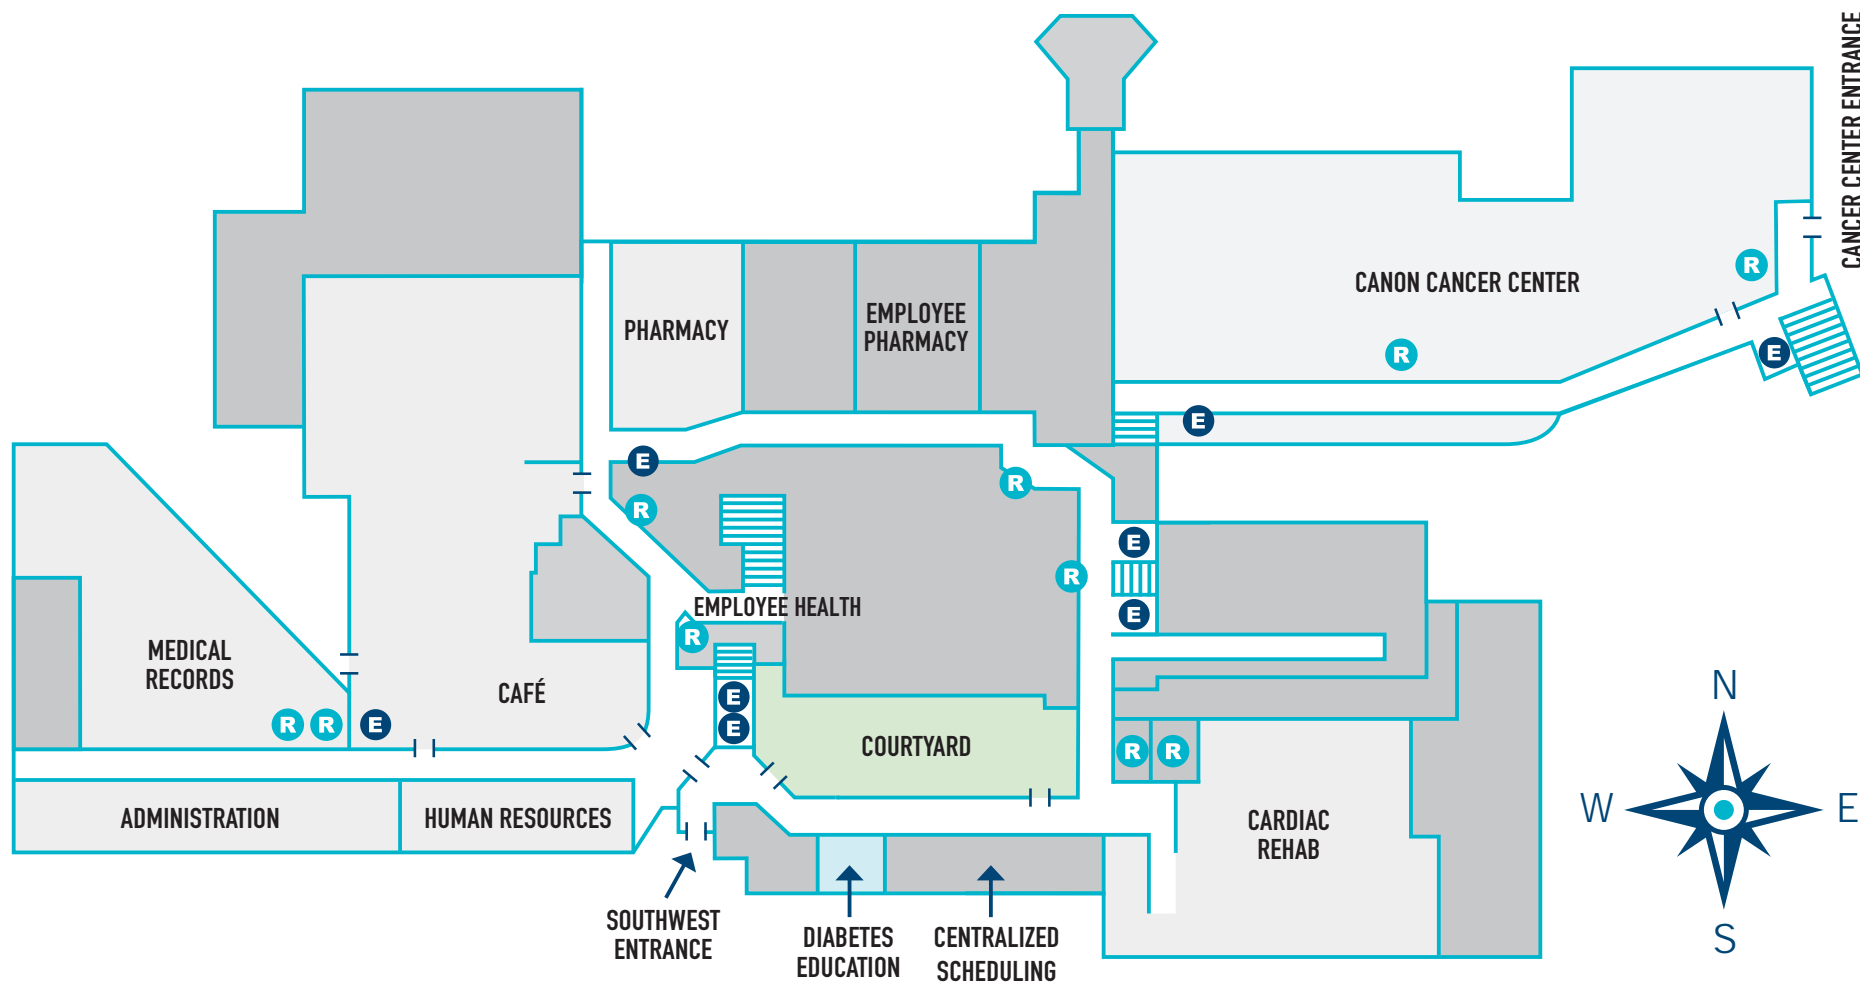 CANCER CENTER ENTRANCE
CANON CANCER CENTER
R
R
E
E
PHARMACY
EMPLOYEE
PHARMACY
E
R
R
E
R
E
EMPLOYEE HEALTH
R
MEDICAL
RECORDS
CAFÉ
E
E
R R E
COURTYARD
R R
ADMINISTRATION
HUMAN RESOURCES
CARDIAC
REHAB
SOUTHWEST
ENTRANCE
DIABETES
EDUCATION
CENTRALIZED
SCHEDULING
N
W
E
S